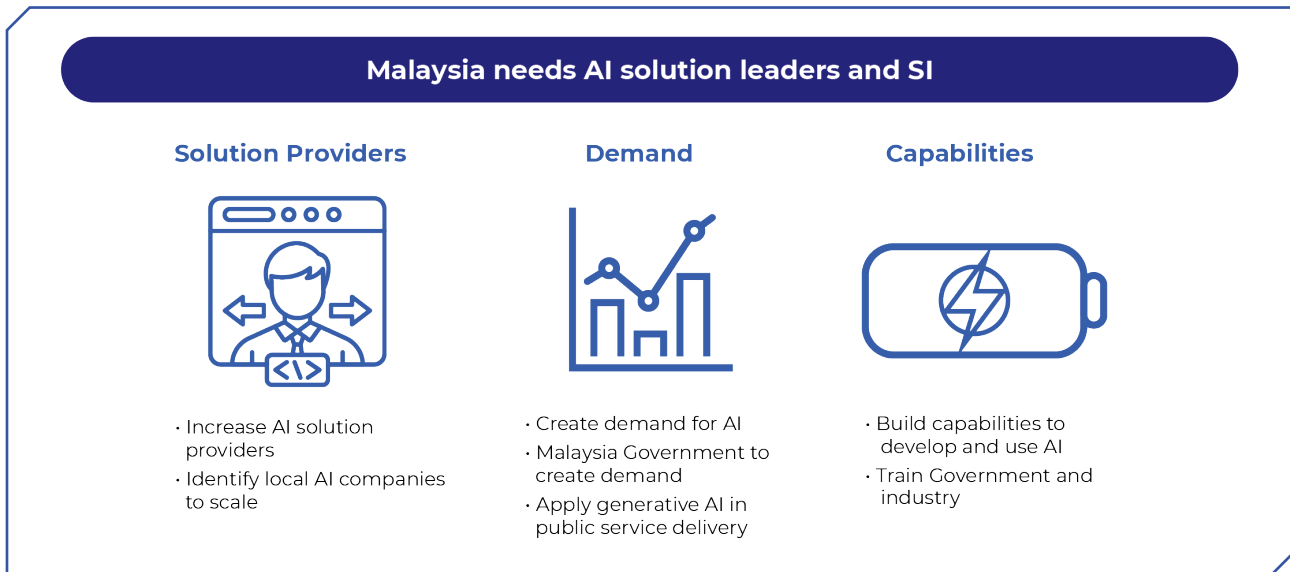 Malaysia needs AI solution leaders and SI
Solution Providers
</>
· Increase AI solution
providers
· Identify local AI companies
to scale
Demand
· Create demand for AI
· Malaysia Government to
create demand
· Apply generative AI in
public service delivery
Capabilities
· Build capabilities to
develop and use AI
· Train Government and
industry